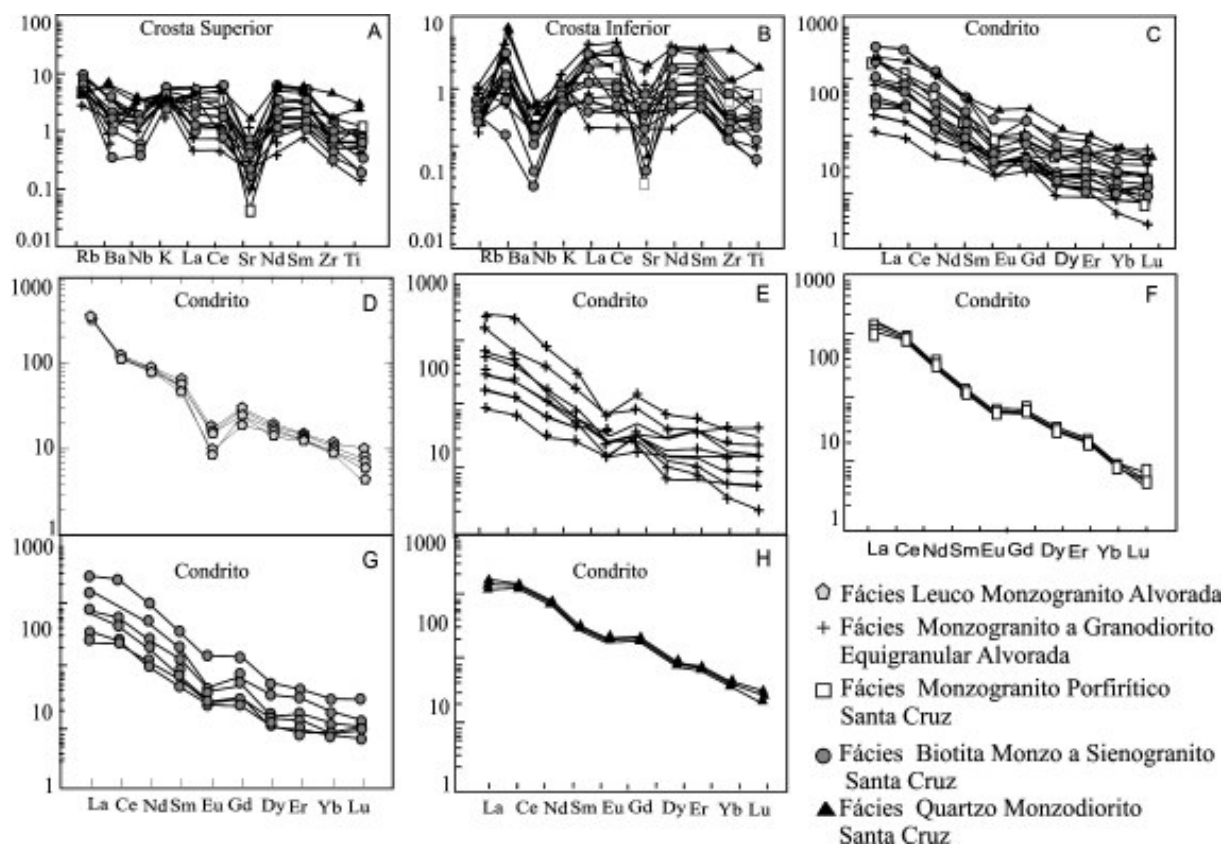 Crosta Superior
A
100
10
1
0.1
0.01
Rb Ba Nb K La Ce Sr Nd Sm Zr Ti
Crosta Inferior
B
10
1
0.1
0.01
Rb Ba Nb K La Ce Sr Nd Sm Zr Ti
Condrito
C
1000
100
10
1
La Ce Nd Sm Eu Gd Dy Er Yb Lu
Condrito
D
1000
100
10
1
Condrito
E
1000
100
10
1
Condrito
F
1000
100
10
1
La Ce Nd Sm Eu Gd Dy Er Yb Lu
Condrito
G
1000
100
10
1
La Ce Nd Sm Eu Gd Dy Er Yb Lu
Condrito
H
1000
100
10
1
La Ce Nd Sm Eu Gd Dy Er Yb Lu
Fácies Leuco Monzogranito Alvorada
Fácies Monzogranito a Granodiorito
Equigranular Alvorada
Fácies Monzogranito Porfirítico
Santa Cruz
Fácies Biotita Monzo a Sienogranito
Santa Cruz
Fácies Quartzo Monzodiorito
Santa Cruz